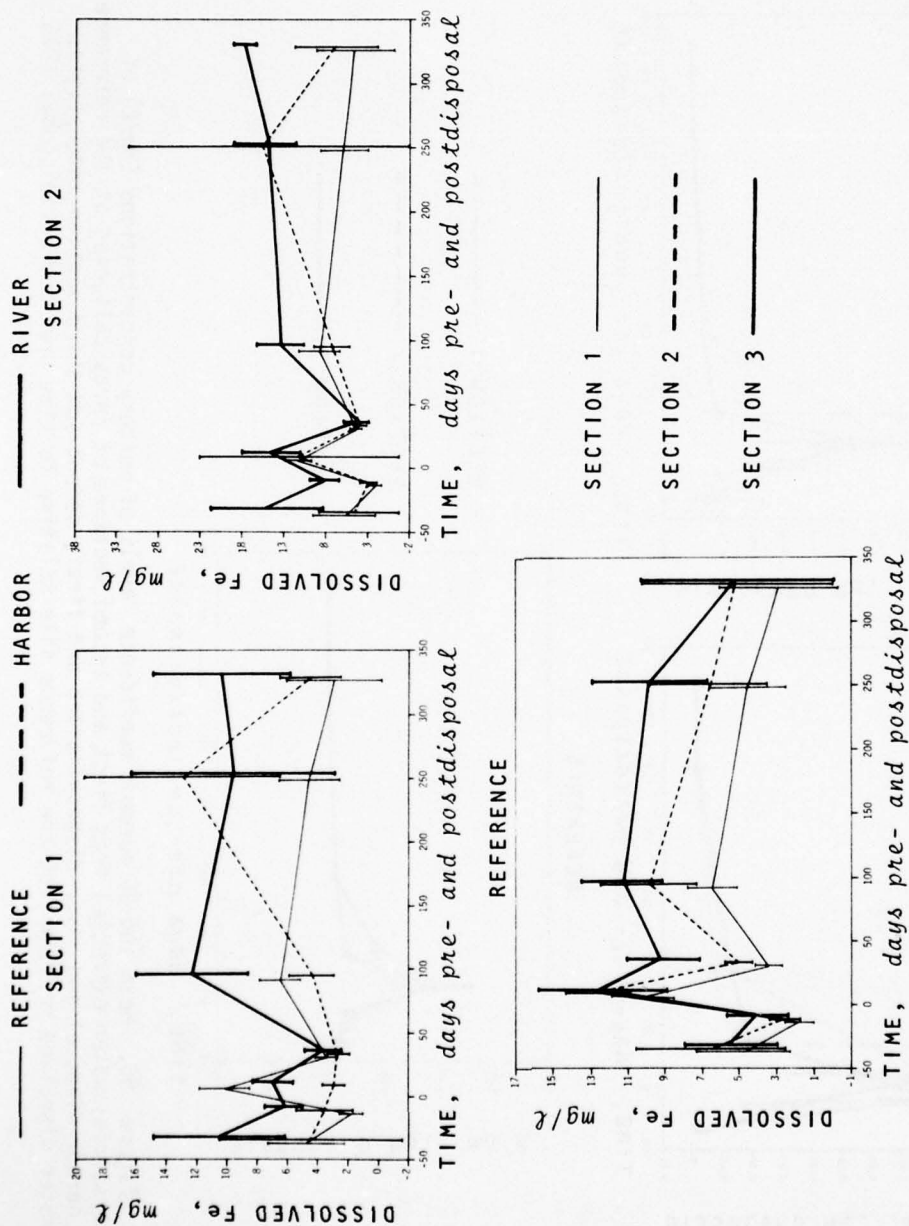 REFERENCE HARBOR RIVER
SECTION 1
DISSOLVED Fe, mg/ℓ
20
18
16
14
12
10
8
6
4
2
0
-2
-50 0 50 100 150 200 250 300 350
TIME, days pre- and postdisposal
SECTION 2
DISSOLVED Fe, mg/ℓ
38
33
28
23
18
13
8
3
-2
-50 0 50 100 150 200 250 300 350
TIME, days pre- and postdisposal
REFERENCE
DISSOLVED Fe, mg/ℓ
17
15
13
11
9
7
5
3
1
-1
-50 0 50 100 150 200 250 300 350
TIME, days pre- and postdisposal
SECTION 1
SECTION 2
SECTION 3